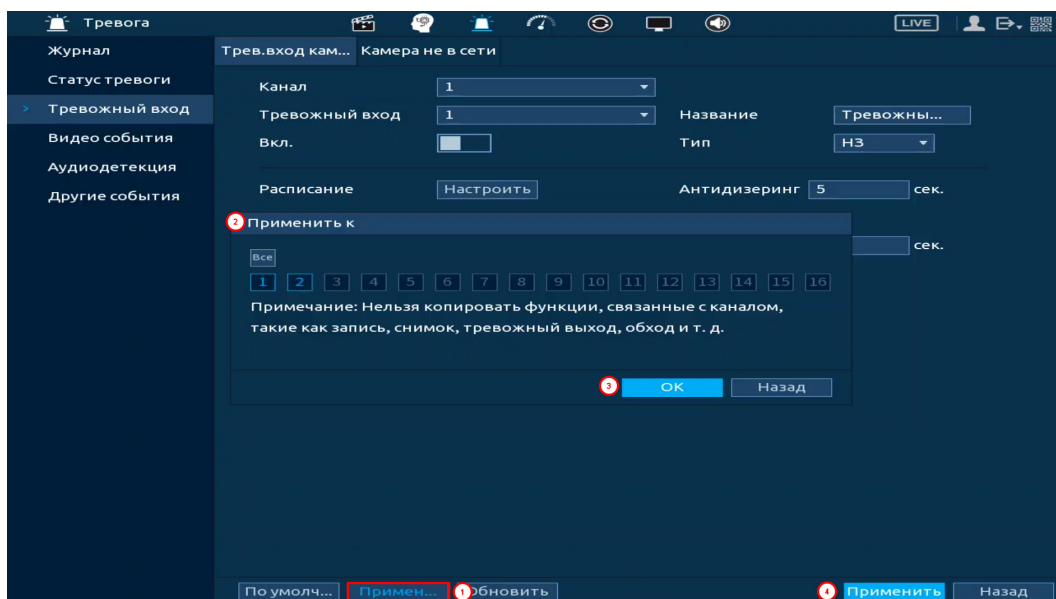 Тревога
LIVE
Журнал
Статус тревоги
> Тревожный вход
Видео события
Аудиодетекция
Другие события
Трев.вход кам... Камера не в сети
Канал 1
Тревожный вход 1 Название Тревожны...
Вкл. Тип НЗ
Расписание Настроить Антидизеринг 5 сек.
2 Применить к
сек.
Все
1 2 3 4 5 6 7 8 9 10 11 12 13 14 15 16
Примечание: Нельзя копировать функции, связанные с каналом,
такие как запись, снимок, тревожный выход, обход и т. д.
3 OK Назад
По умолч... Примен... 1 Обновить 4 Применить Назад